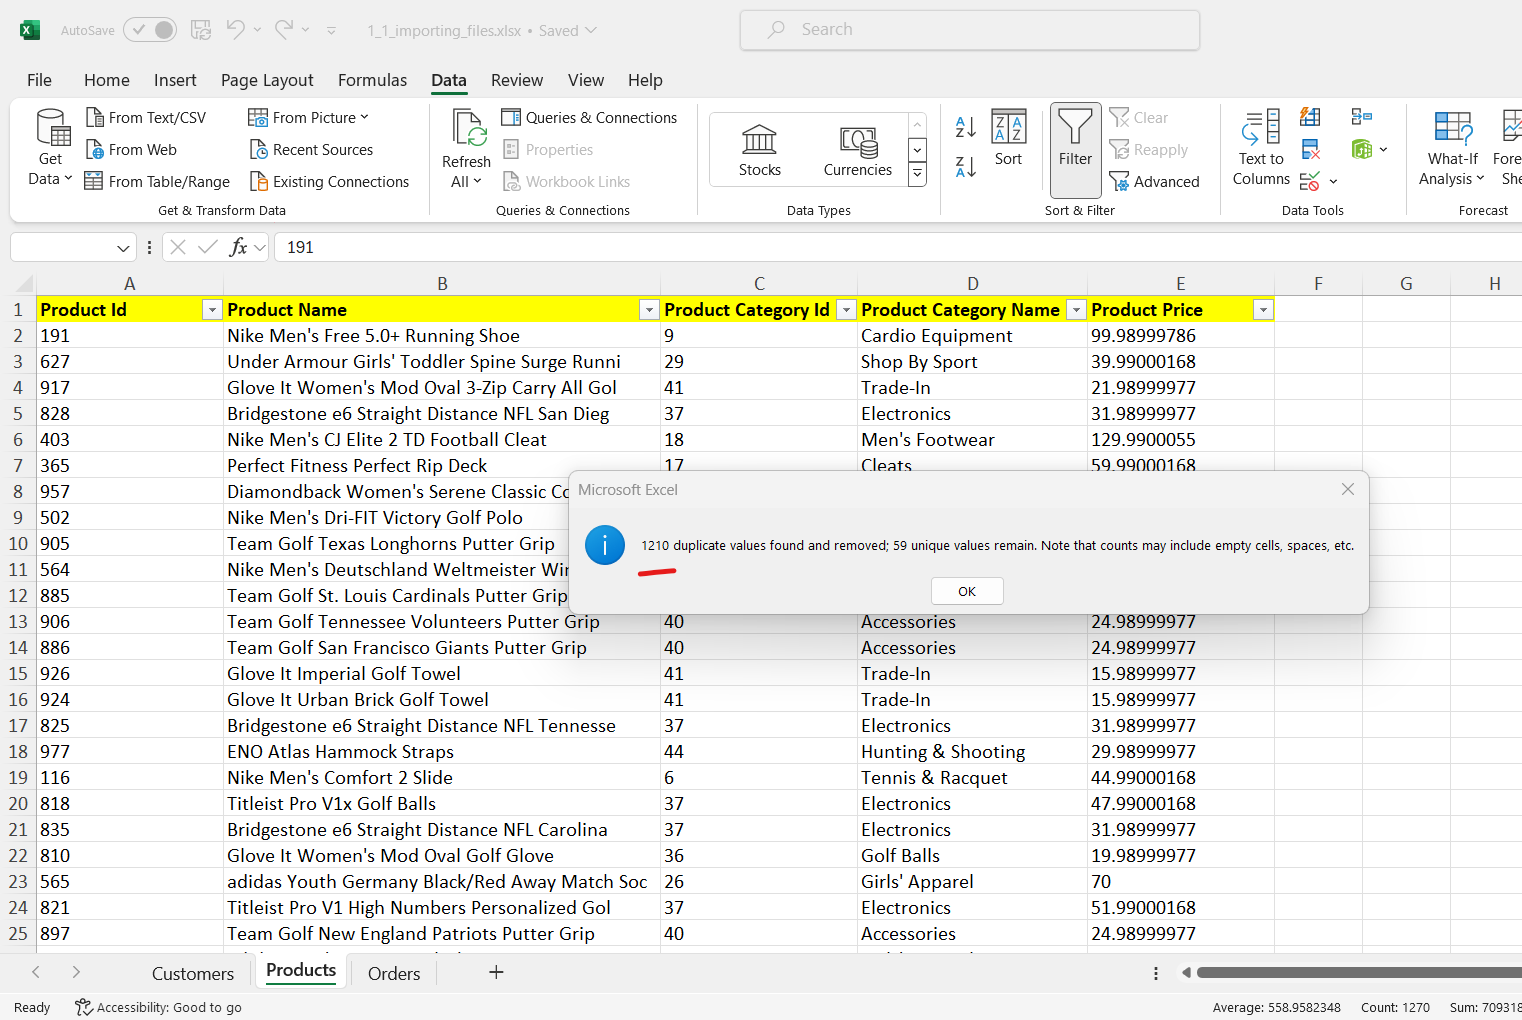 AutoSave 1_1_importing_files.xlsx • Saved Search
File Home Insert Page Layout Formulas Data Review View Help
Get Data
From Text/CSV
From Web
From Table/Range
From Picture
Recent Sources
Existing Connections
Get & Transform Data
Refresh All
Queries & Connections
Properties
Workbook Links
Queries & Connections
Stocks Currencies
Data Types
Sort
Filter
Clear
Reapply
Advanced
Sort & Filter
Text to Columns
Data Tools
What-If Analysis
Fore
She
Forecast
fx 191
A B C D E F G H
1 Product Id Product Name Product Category Id Product Category Name Product Price
2 191 Nike Men's Free 5.0+ Running Shoe 9 Cardio Equipment 99.98999786
3 627 Under Armour Girls' Toddler Spine Surge Runni 29 Shop By Sport 39.99000168
4 917 Glove It Women's Mod Oval 3-Zip Carry All Gol 41 Trade-In 21.98999977
5 828 Bridgestone e6 Straight Distance NFL San Dieg 37 Electronics 31.98999977
6 403 Nike Men's CJ Elite 2 TD Football Cleat 18 Men's Footwear 129.9900055
7 365 Perfect Fitness Perfect Rip Deck 17 Cleats 59.99000168
8 957 Diamondback Women's Serene Classic Co
9 502 Nike Men's Dri-FIT Victory Golf Polo
10 905 Team Golf Texas Longhorns Putter Grip
11 564 Nike Men's Deutschland Weltmeister Win
12 885 Team Golf St. Louis Cardinals Putter Grip
Microsoft Excel
1210 duplicate values found and removed; 59 unique values remain. Note that counts may include empty cells, spaces, etc.
OK
13 906 Team Golf Tennessee Volunteers Putter Grip 40 Accessories 24.98999977
14 886 Team Golf San Francisco Giants Putter Grip 40 Accessories 24.98999977
15 926 Glove It Imperial Golf Towel 41 Trade-In 15.98999977
16 924 Glove It Urban Brick Golf Towel 41 Trade-In 15.98999977
17 825 Bridgestone e6 Straight Distance NFL Tennesse 37 Electronics 31.98999977
18 977 ENO Atlas Hammock Straps 44 Hunting & Shooting 29.98999977
19 116 Nike Men's Comfort 2 Slide 6 Tennis & Racquet 44.99000168
20 818 Titleist Pro V1x Golf Balls 37 Electronics 47.99000168
21 835 Bridgestone e6 Straight Distance NFL Carolina 37 Electronics 31.98999977
22 810 Glove It Women's Mod Oval Golf Glove 36 Golf Balls 19.98999977
23 565 adidas Youth Germany Black/Red Away Match Soc 26 Girls' Apparel 70
24 821 Titleist Pro V1 High Numbers Personalized Gol 37 Electronics 51.99000168
25 897 Team Golf New England Patriots Putter Grip 40 Accessories 24.98999977
Customers Products Orders
Ready Accessibility: Good to go Average: 558.9582348 Count: 1270 Sum: 709318